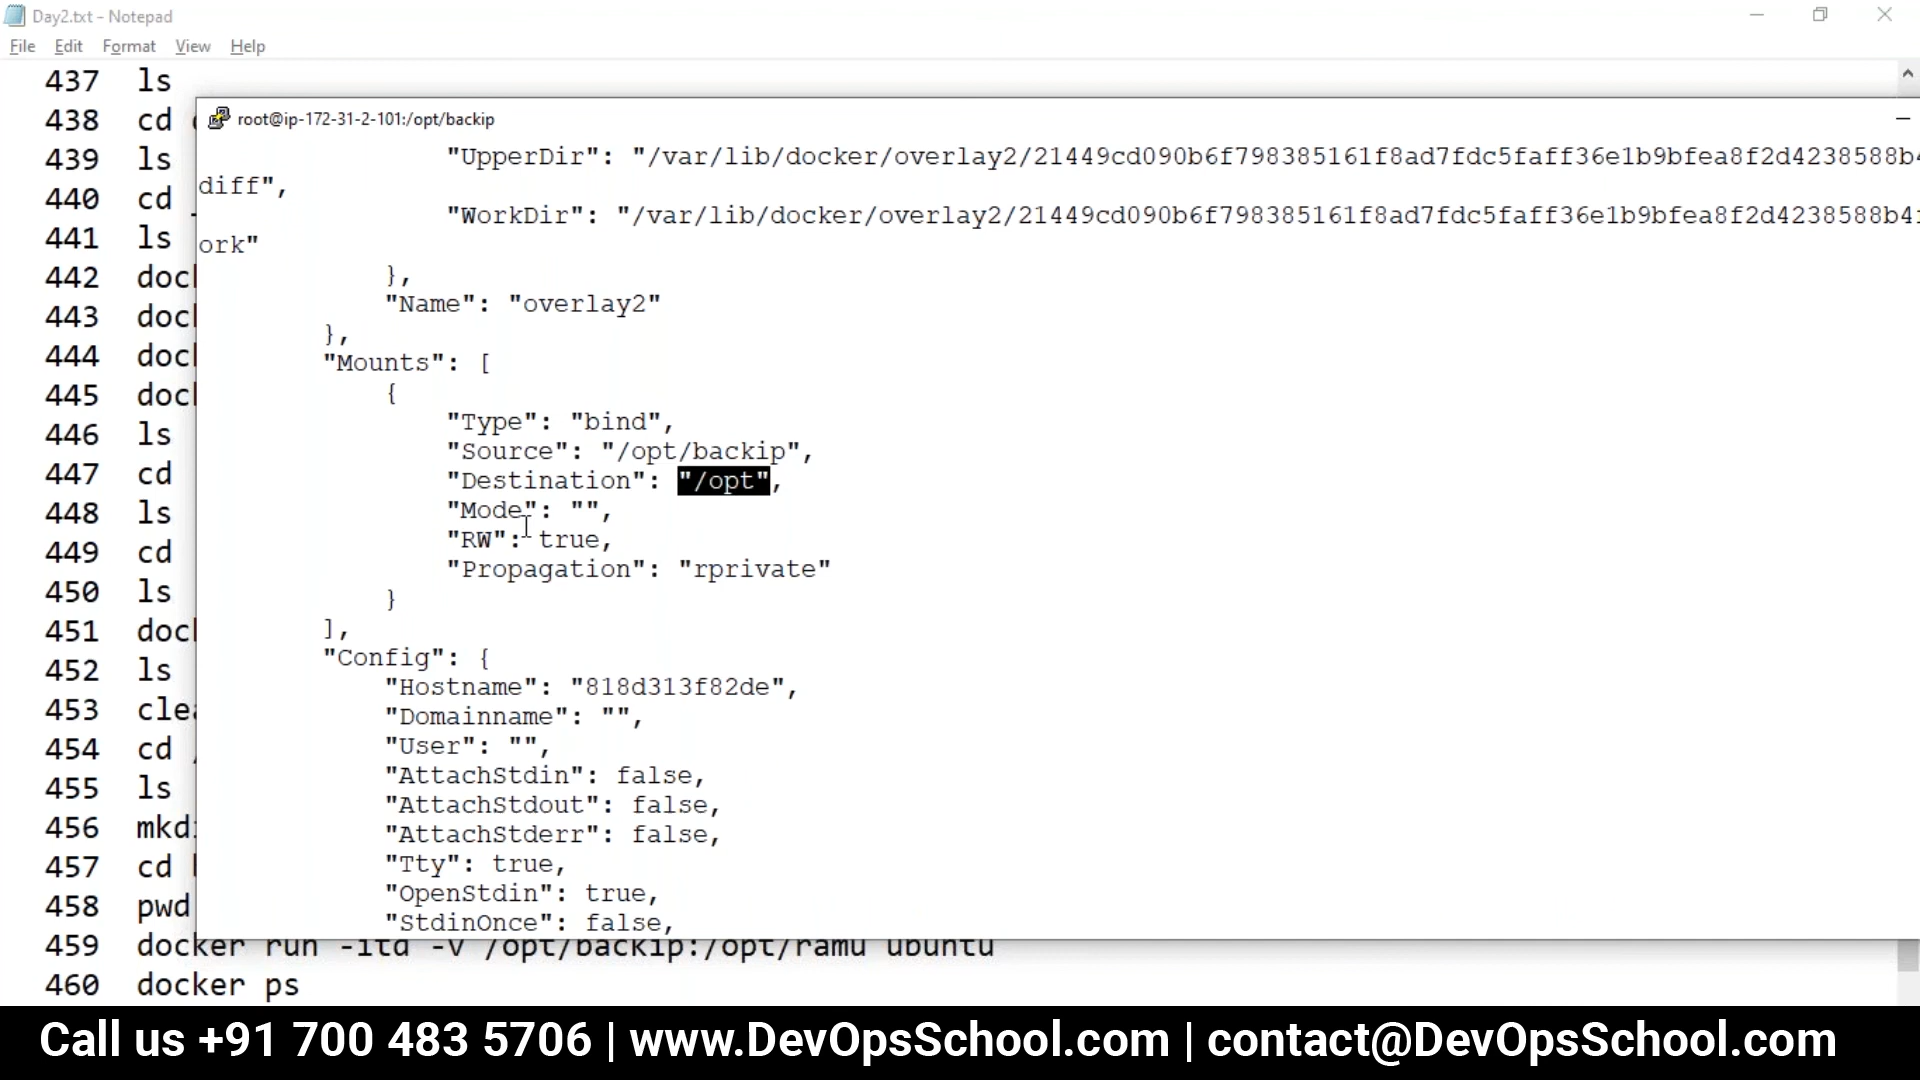 Day2.txt - Notepad
File Edit Format View Help
437 ls
438 cd
439 ls
440 cd
441 ls
442 doc
443 doc
444 doc
445 doc
446 ls
447 cd
448 ls
449 cd
450 ls
451 doc
452 ls
453 cle
454 cd
455 ls
456 mkd
457 cd
458 pwd
459 docker run -itd -v /opt/backip:/opt/ramu ubuntu
460 docker ps
root@ip-172-31-2-101:/opt/backip
"UpperDir": "/var/lib/docker/overlay2/21449cd090b6f798385161f8ad7fdc5faff36e1b9bfea8f2d4238588b
diff",
"WorkDir": "/var/lib/docker/overlay2/21449cd090b6f798385161f8ad7fdc5faff36e1b9bfea8f2d4238588b4
ork"
},
"Name": "overlay2"
},
"Mounts": [
{
"Type": "bind",
"Source": "/opt/backip",
"Destination": "/opt",
"Mode": "",
"RW": true,
"Propagation": "rprivate"
}
],
"Config": {
"Hostname": "818d313f82de",
"Domainname": "",
"User": "",
"AttachStdin": false,
"AttachStdout": false,
"AttachStderr": false,
"Tty": true,
"OpenStdin": true,
"StdinOnce": false,
Call us +91 700 483 5706 | www.DevOpsSchool.com | contact@DevOpsSchool.com